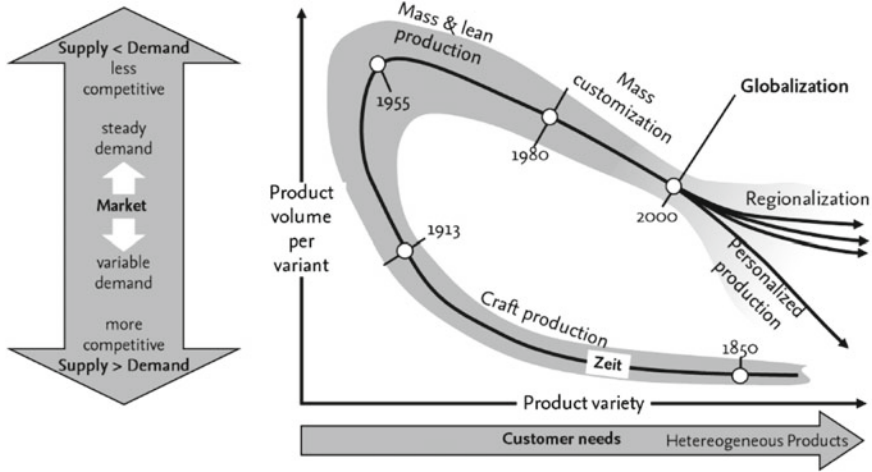 Supply < Demand
less
competitive
steady
demand
Market
variable
demand
more
competitive
Supply > Demand
Product
volume
per
variant
Mass & lean
production
1955
Mass
customization
1980
Globalization
2000
Regionalization
Personalized
production
1913
Craft production
Zeit
1850
Product variety
Customer needs
Hetereogeneous Products